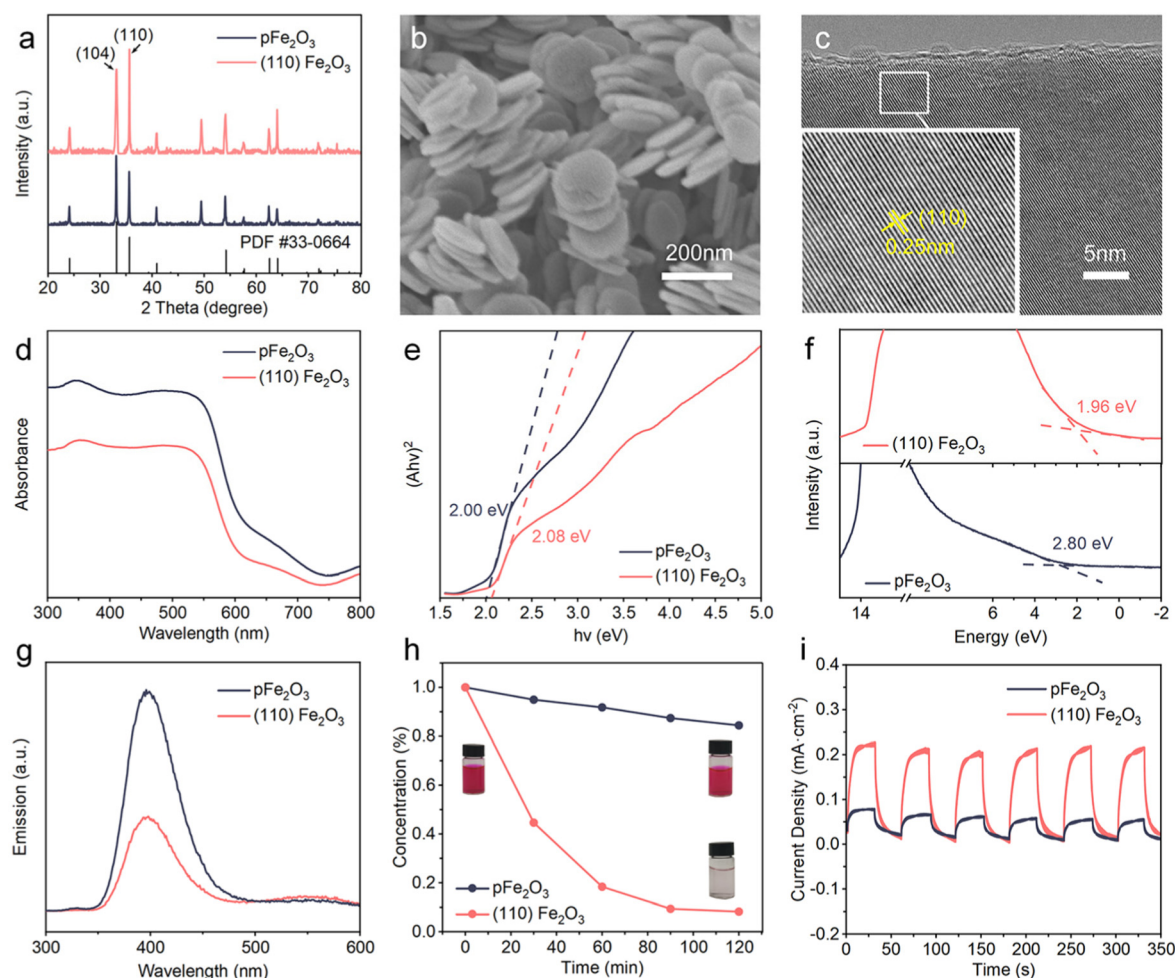 a
(104)
(110)
pFe₂O₃
(110) Fe₂O₃
PDF #33-0664
Intensity (a.u.)
20 30 40 50 60 70 80
2 Theta (degree)
b
200nm
c
(110)
0.25nm
5nm
d
pFe₂O₃
(110) Fe₂O₃
Absorbance
300 400 500 600 700 800
Wavelength (nm)
e
(Ahv)²
2.00 eV
2.08 eV
pFe₂O₃
(110) Fe₂O₃
1.5 2.0 2.5 3.0 3.5 4.0 4.5 5.0
hv (eV)
f
1.96 eV
(110) Fe₂O₃
Intensity (a.u.)
2.80 eV
pFe₂O₃
14 6 4 2 0 -2
Energy (eV)
g
pFe₂O₃
(110) Fe₂O₃
Emission (a.u.)
300 400 500 600
Wavelength (nm)
h
Concentration (%)
1.0
0.8
0.6
0.4
0.2
0.0
pFe₂O₃
(110) Fe₂O₃
0 20 40 60 80 100 120
Time (min)
i
Current Density (mA·cm⁻²)
0.4
0.3
0.2
0.1
0.0
-0.1
-0.2
pFe₂O₃
(110) Fe₂O₃
0 50 100 150 200 250 300 350
Time (s)